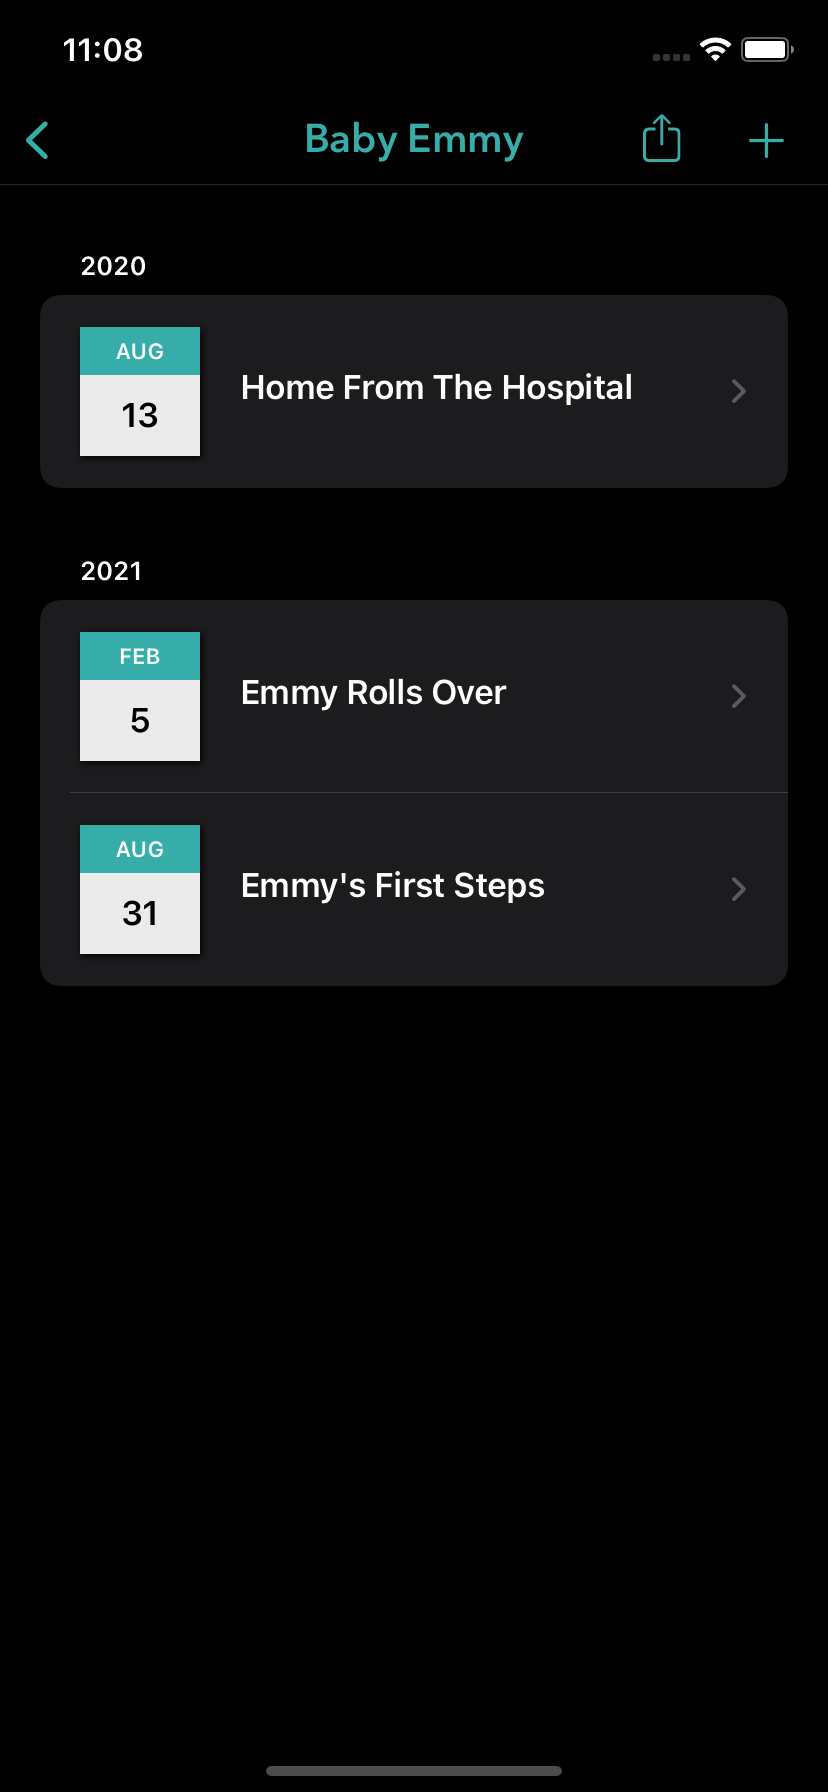 11:08
Baby Emmy
2020
AUG
13
Home From The Hospital
2021
FEB
5
Emmy Rolls Over
AUG
31
Emmy's First Steps